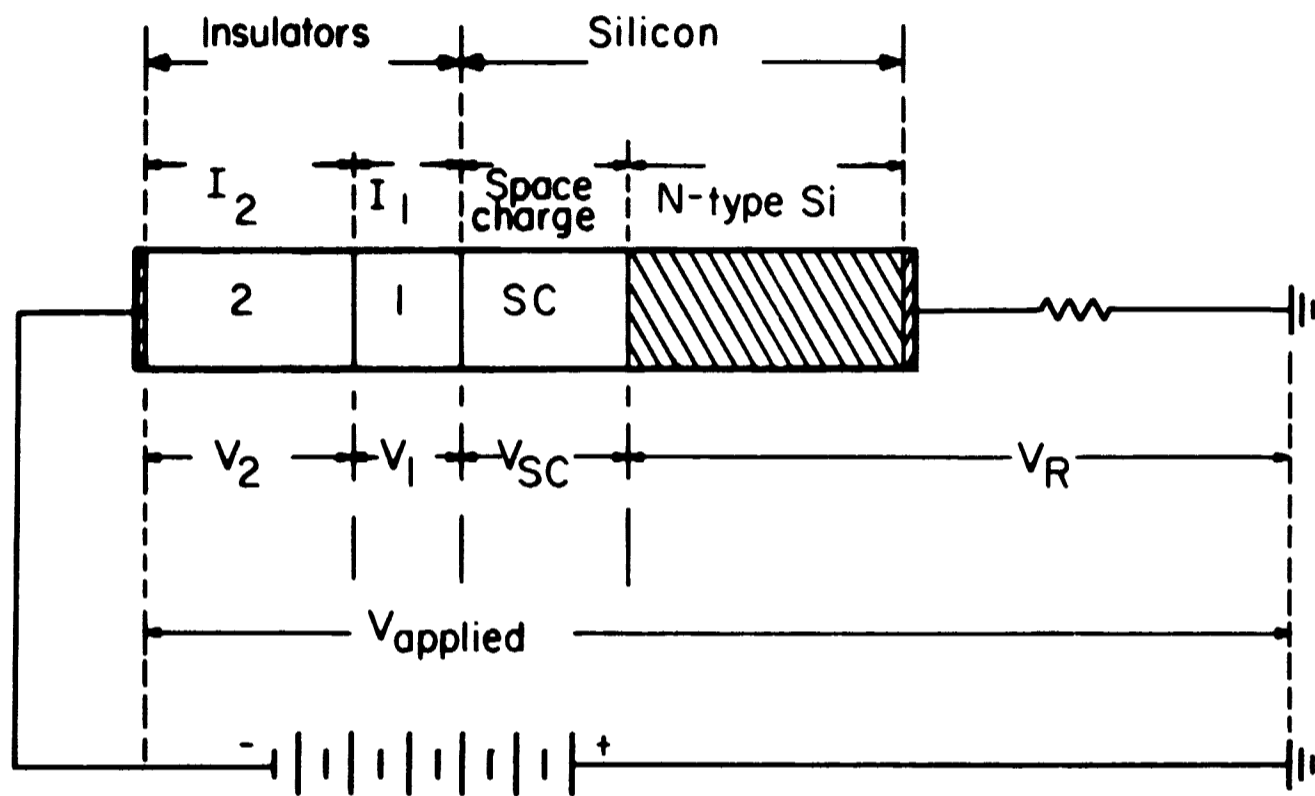 Insulators Silicon
I2 I1 Space charge N-type Si
2 1 SC
V2 V1 VSC VR
Vapplied
- +